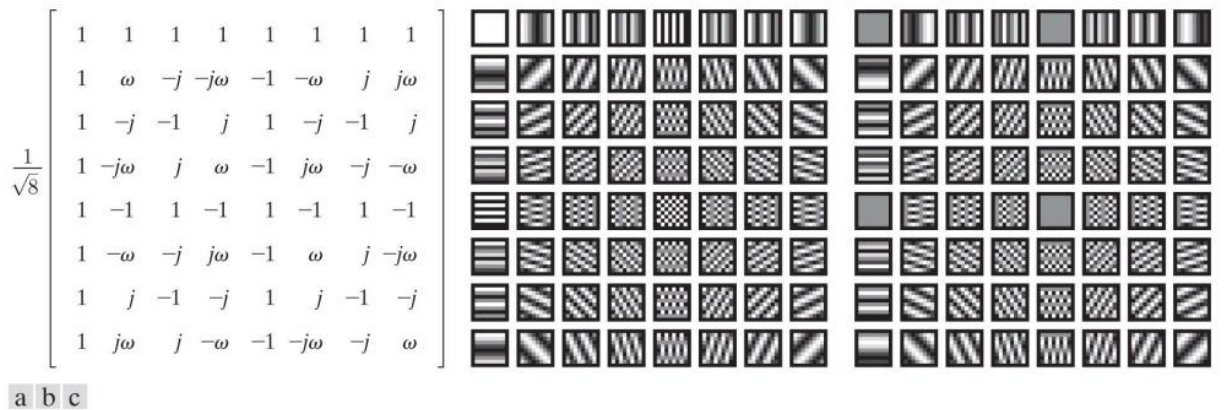 1 1 1 1 1 1 1 1
1 ω −j −jω −1 −ω j jω
1 −j −1 j 1 −j −1 j
1 −jω j ω −1 jω −j −ω
1/√8
1 −1 1 −1 1 −1 1 −1
1 −ω −j jω −1 ω j −jω
1 j −1 −j 1 j −1 −j
1 jω j −ω −1 −jω −j ω
a b c